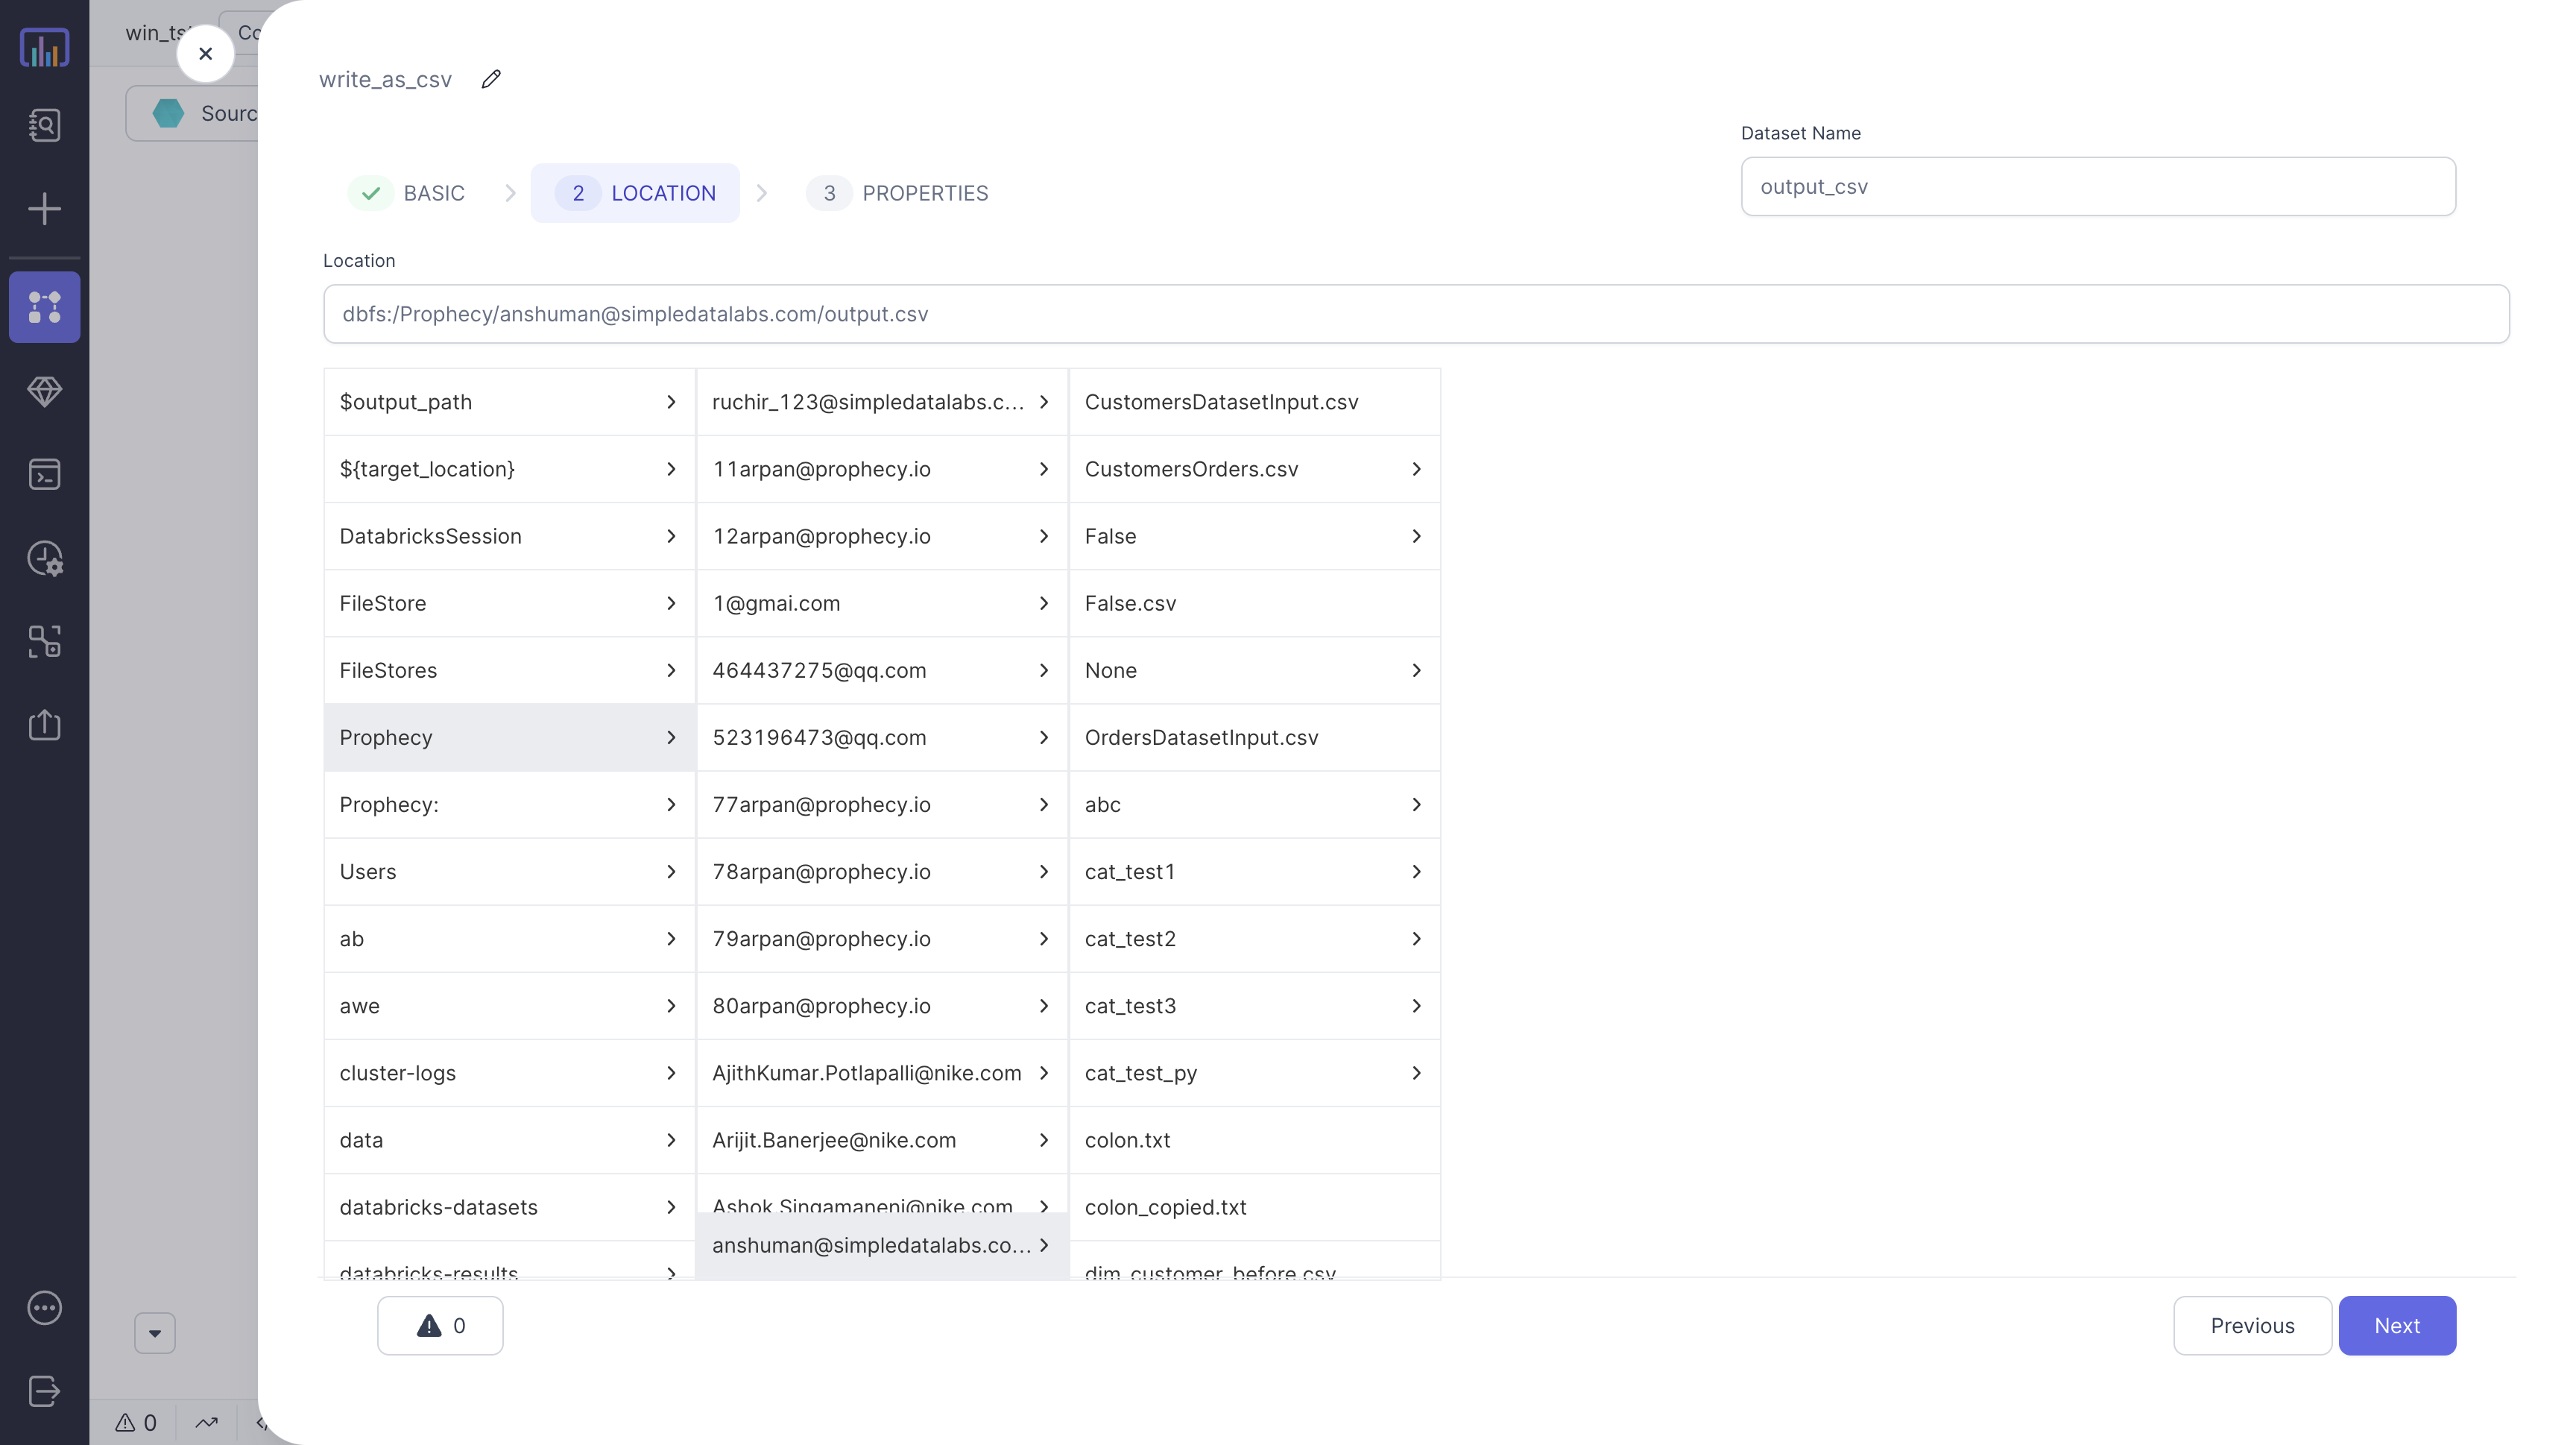 win_ts
Co
Sourc
write_as_csv
Dataset Name
output_csv
BASIC
2 LOCATION
3 PROPERTIES
Location
dbfs:/Prophecy/anshuman@simpledatalabs.com/output.csv
$output_path
${target_location}
DatabricksSession
FileStore
FileStores
Prophecy
Prophecy:
Users
ab
awe
cluster-logs
data
databricks-datasets
databricks-results
ruchir_123@simpledatalabs.c...
11arpan@prophecy.io
12arpan@prophecy.io
1@gmai.com
464437275@qq.com
523196473@qq.com
77arpan@prophecy.io
78arpan@prophecy.io
79arpan@prophecy.io
80arpan@prophecy.io
AjithKumar.Potlapalli@nike.com
Arijit.Banerjee@nike.com
Ashok.Singamaneni@nike.com
anshuman@simpledatalabs.co...
CustomersDatasetInput.csv
CustomersOrders.csv
False
False.csv
None
OrdersDatasetInput.csv
abc
cat_test1
cat_test2
cat_test3
cat_test_py
colon.txt
colon_copied.txt
dim_customer_before.csv
0
Previous
Next
0